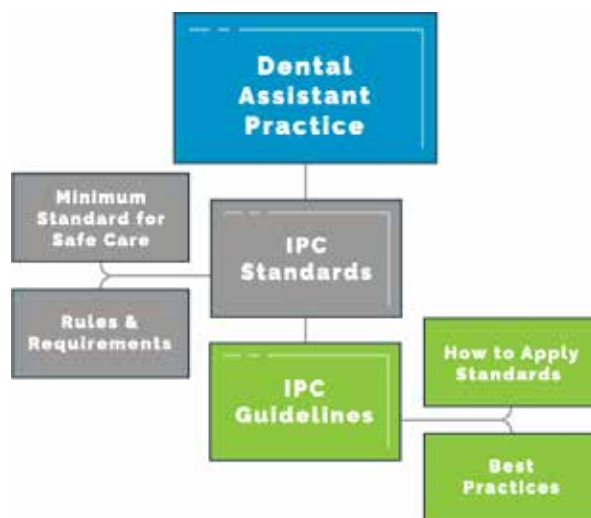 Dental
Assistant
Practice
Minimum
Standard for
Safe Care
IPC
Standards
Rules &
Requirements
IPC
Guidelines
How to Apply
Standards
Best
Practices